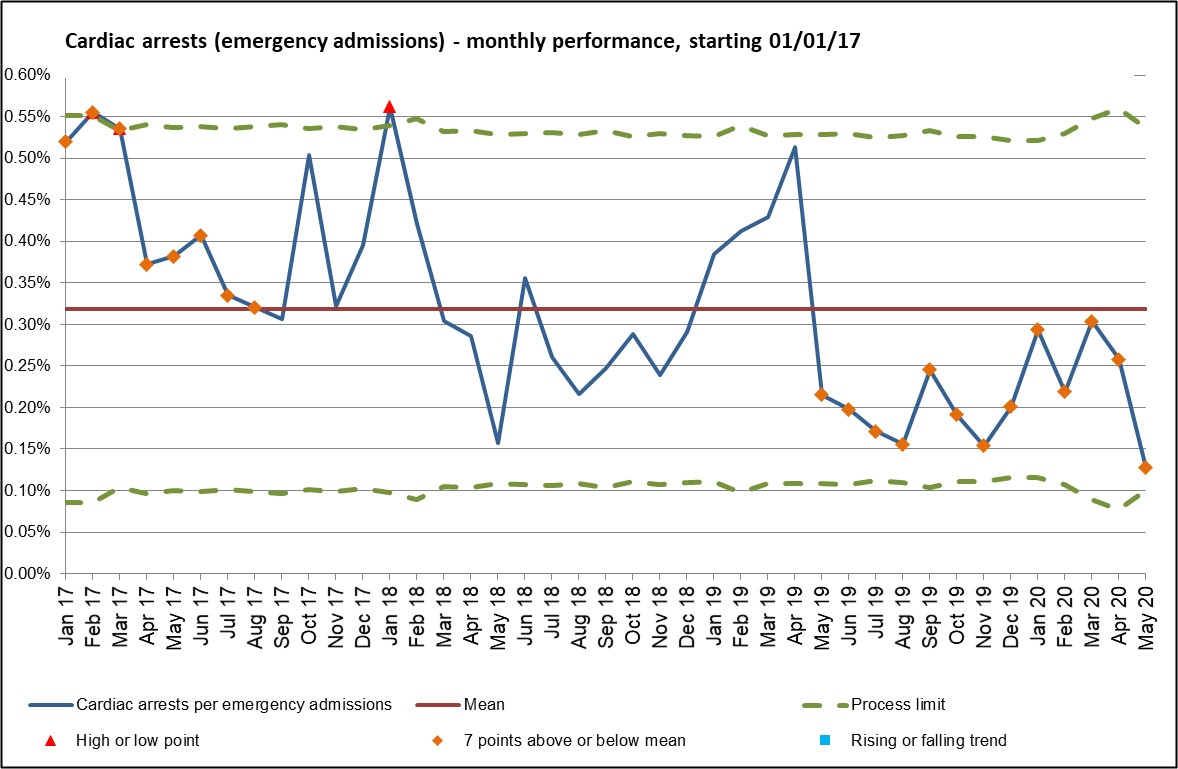 Cardiac arrests (emergency admissions) - monthly performance, starting 01/01/17
0.60%
0.55%
0.50%
0.45%
0.40%
0.35%
0.30%
0.25%
0.20%
0.15%
0.10%
0.05%
0.00%
Jan 17
Feb 17
Mar 17
Apr 17
May 17
Jun 17
Jul 17
Aug 17
Sep 17
Oct 17
Nov 17
Dec 17
Jan 18
Feb 18
Mar 18
Apr 18
May 18
Jun 18
Jul 18
Aug 18
Sep 18
Oct 18
Nov 18
Dec 18
Jan 19
Feb 19
Mar 19
Apr 19
May 19
Jun 19
Jul 19
Aug 19
Sep 19
Oct 19
Nov 19
Dec 19
Jan 20
Feb 20
Mar 20
Apr 20
May 20
Cardiac arrests per emergency admissions
Mean
Process limit
High or low point
7 points above or below mean
Rising or falling trend